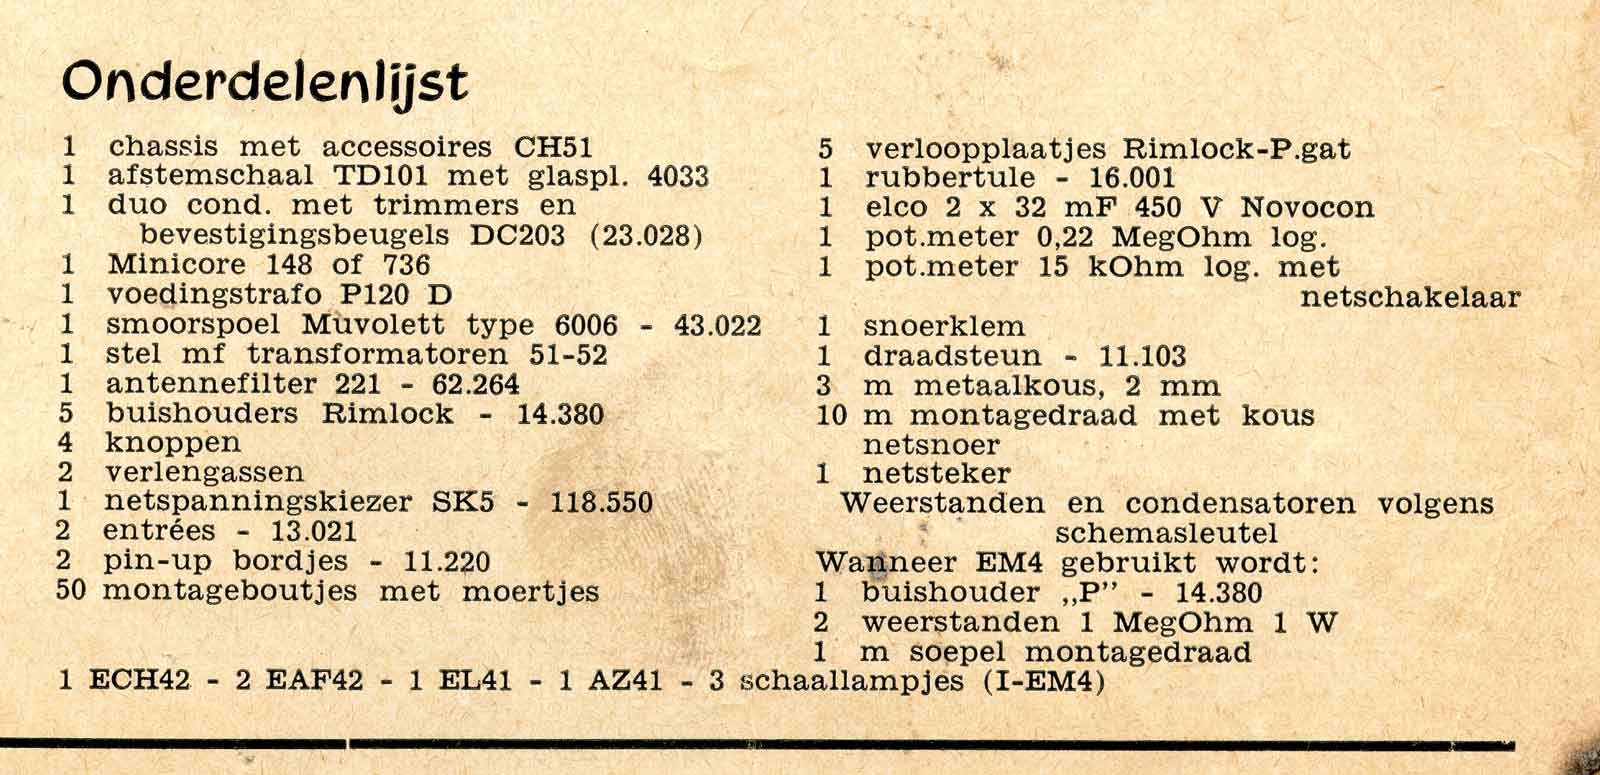 Onderdelenlijst
1 chassis met accessoires CH51
1 afstemschaal TD101 met glaspl. 4033
1 duo cond. met trimmers en
bevestigingsbeugels DC203 (23.028)
1 Minicore 148 of 736
1 voedingstrafo P120 D
1 smoorspoel Muvolett type 6006 - 43.022
1 stel mf transformatoren 51-52
1 antennefilter 221 - 62.264
5 buishouders Rimlock - 14.380
4 knoppen
2 verlengassen
1 netspanningskiezer SK5 - 118.550
2 entrées - 13.021
2 pin-up bordjes - 11.220
50 montageboutjes met moertjes
5 verloopplaatjes Rimlock-P.gat
1 rubbertule - 16.001
1 elco 2 x 32 mF 450 V Novocon
1 pot.meter 0,22 MegOhm log.
1 pot.meter 15 kOhm log. met
netschakelaar
1 snoerklem
1 draadsteun - 11.103
3 m metaalkous, 2 mm
10 m montagedraad met kous
netsnoer
1 netsteker
Weerstanden en condensatoren volgens
schemasleutel
Wanneer EM4 gebruikt wordt:
1 buishouder „P” - 14.380
2 weerstanden 1 MegOhm 1 W
1 m soepel montagedraad
1 ECH42 - 2 EAF42 - 1 EL41 - 1 AZ41 - 3 schaallampjes (I-EM4)